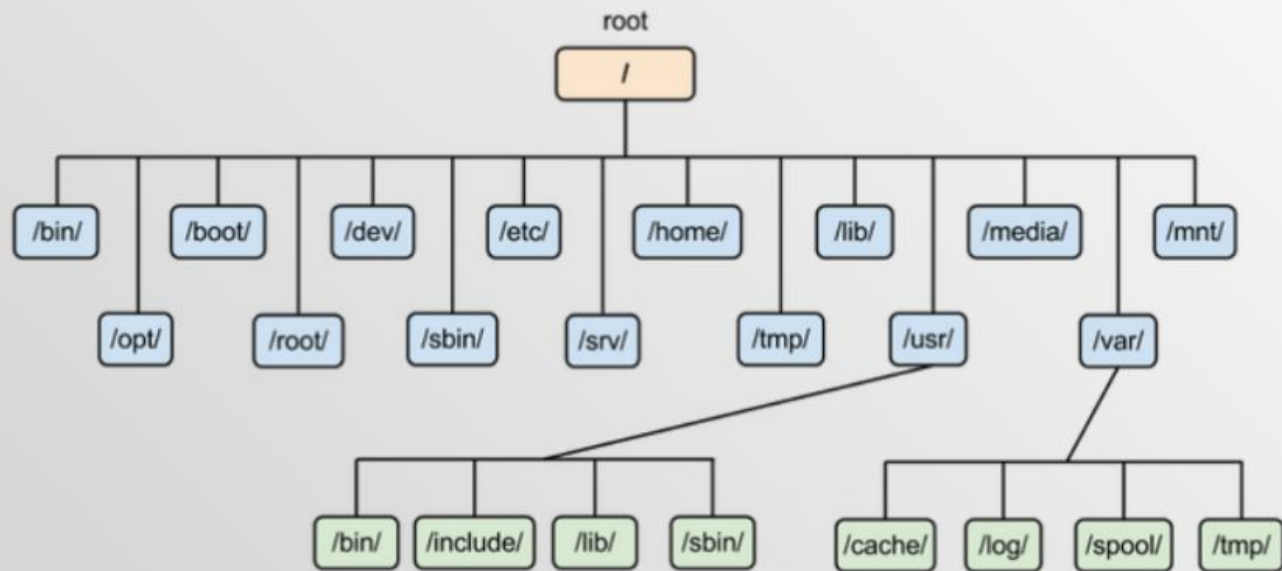 root
/
/bin/ /boot/ /dev/ /etc/ /home/ /lib/ /media/ /mnt/
/opt/ /root/ /sbin/ /srv/ /tmp/ /usr/ /var/
/bin/ /include/ /lib/ /sbin/ /cache/ /log/ /spool/ /tmp/